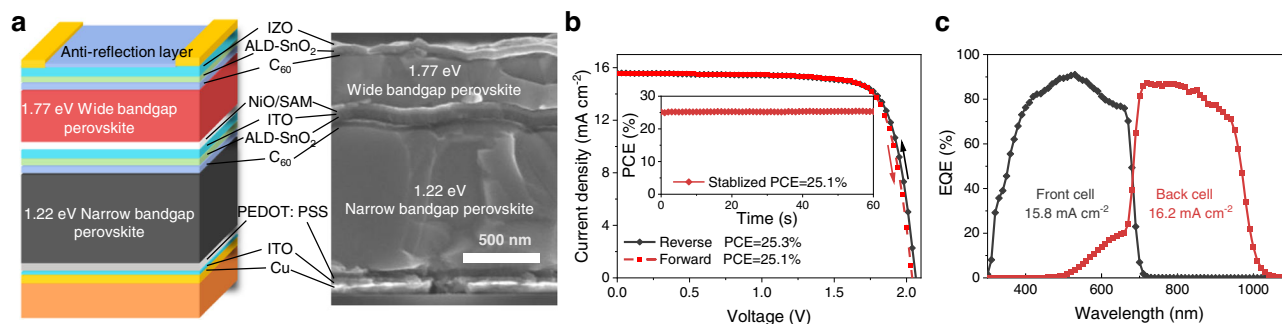 a
Anti-reflection layer
1.77 eV Wide bandgap
perovskite
1.22 eV Narrow bandgap
perovskite
IZO
ALD-SnO₂
C₆₀
NiO/SAM
ITO
ALD-SnO₂
C₆₀
PEDOT: PSS
ITO
Cu
1.77 eV
Wide bandgap perovskite
1.22 eV
Narrow bandgap perovskite
500 nm
b
Current density (mA cm⁻²)
16
12
8
4
0
0.0
0.5
1.0
1.5
2.0
Voltage (V)
PCE (%)
30
20
10
0
0
20
40
60
Time (s)
Stablized PCE=25.1%
Reverse PCE=25.3%
Forward PCE=25.1%
c
EQE (%)
100
80
60
40
20
0
400
600
800
1000
Wavelength (nm)
Front cell
15.8 mA cm⁻²
Back cell
16.2 mA cm⁻²